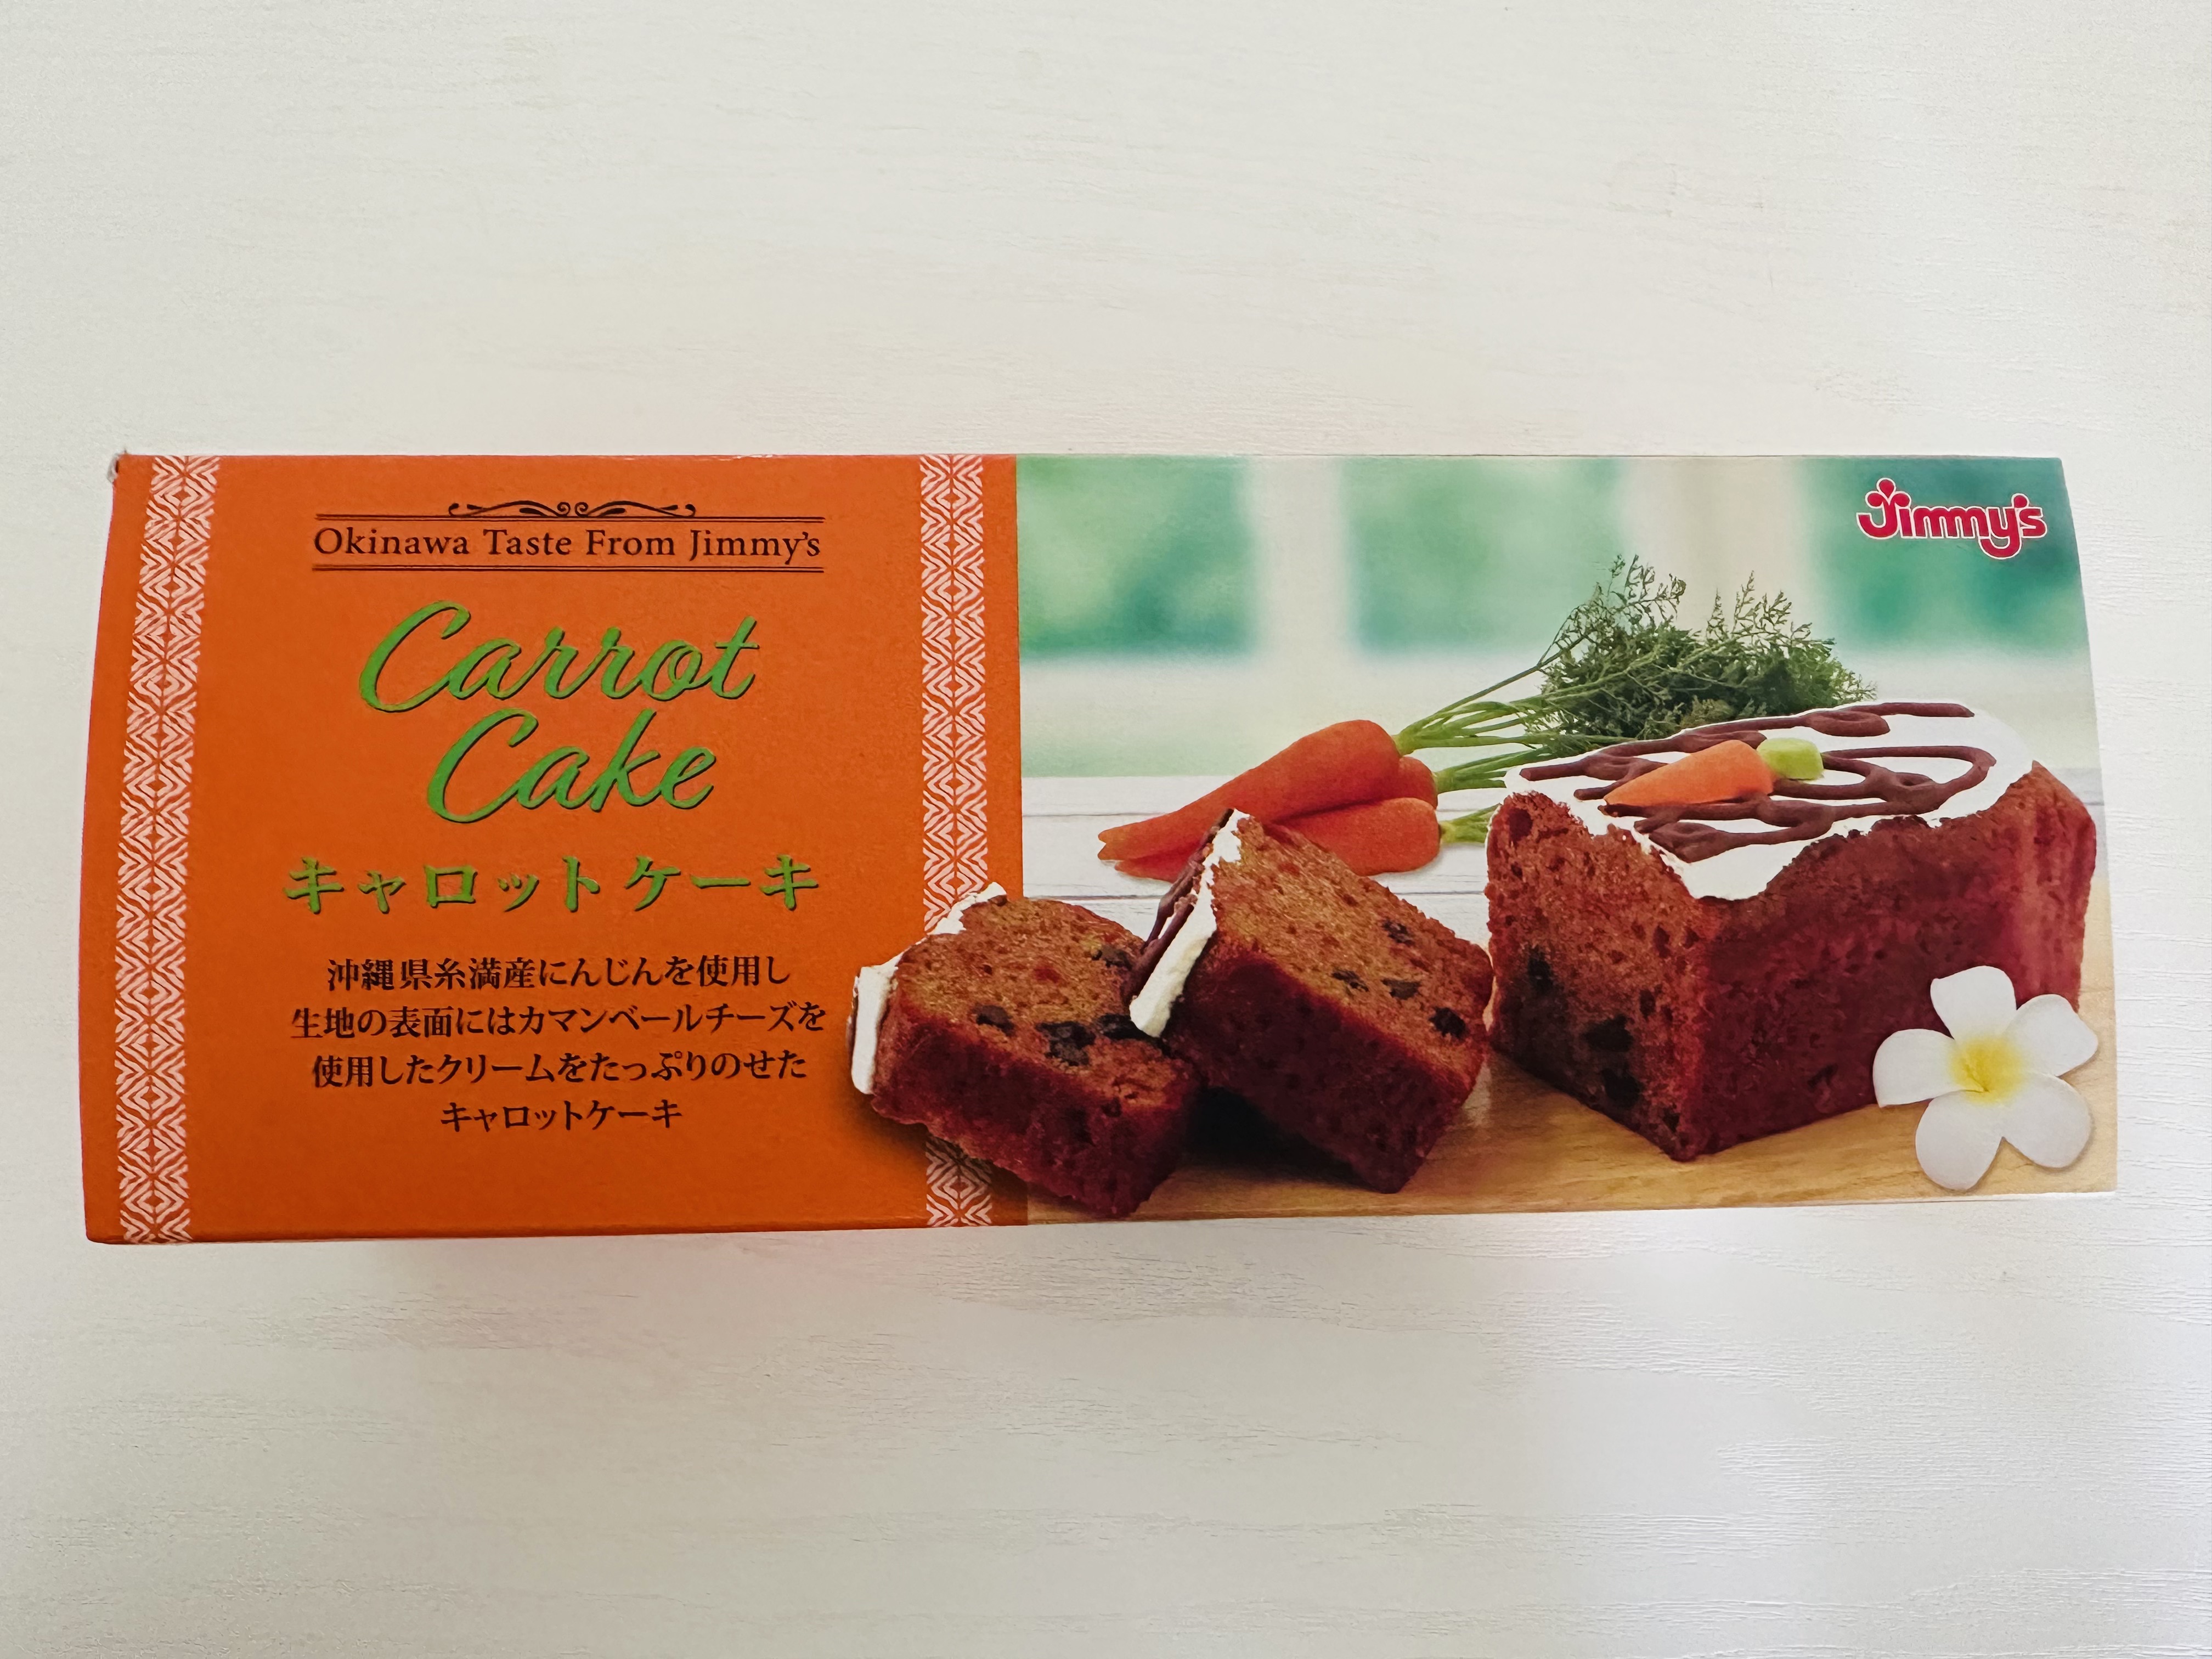 Okinawa Taste From Jimmy's
Carrot
Cake
キャロットケーキ
沖縄県糸満産にんじんを使用し
生地の表面にはカマンベールチーズを
使用したクリームをたっぷりのせた
キャロットケーキ
Jimmy's